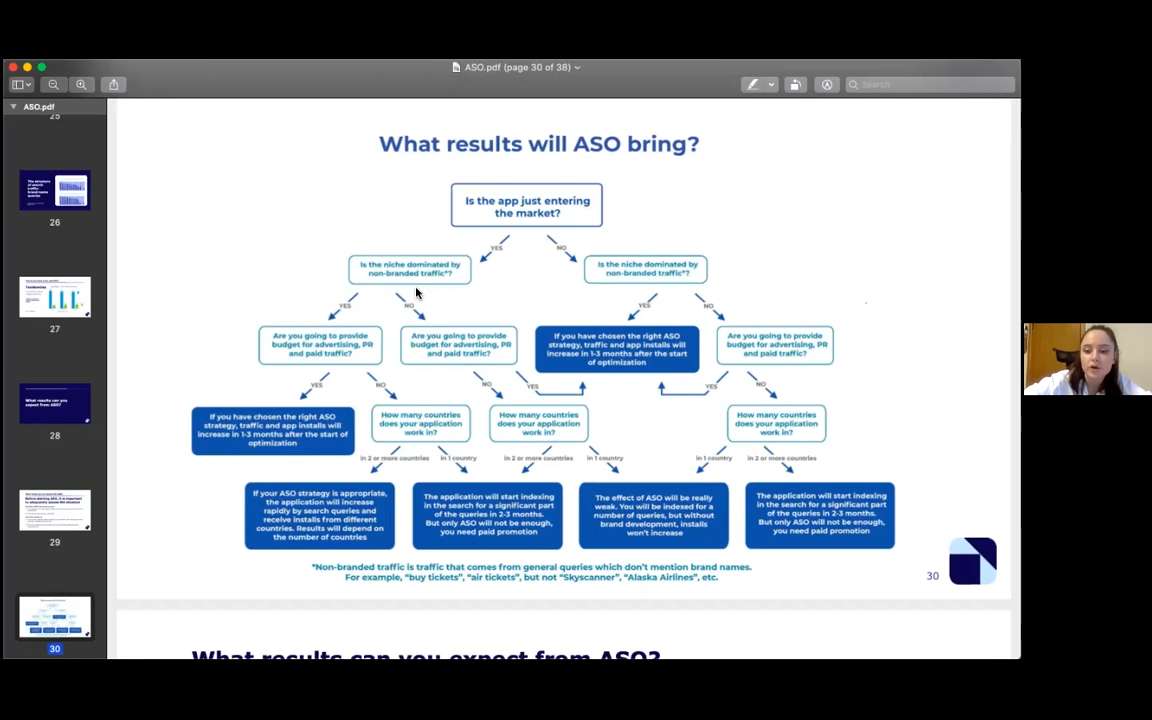 ASO.pdf (page 30 of 38)
Search
ASO.pdf
25
26
27
28
29
30
What results can you
expect from ASO?
What results will ASO bring?
Is the app just entering
the market?
YES
NO
Is the niche dominated by
non-branded traffic*?
Is the niche dominated by
non-branded traffic*?
YES
NO
YES
NO
Are you going to provide
budget for advertising, PR
and paid traffic?
Are you going to provide
budget for advertising, PR
and paid traffic?
If you have chosen the right ASO
strategy, traffic and app installs will
increase in 1-3 months after the start
of optimization
Are you going to provide
budget for advertising, PR
and paid traffic?
YES
NO
NO
YES
YES
NO
If you have chosen the right ASO
strategy, traffic and app installs will
increase in 1-3 months after the start of
optimization
How many countries
does your application
work in?
How many countries
does your application
work in?
How many countries
does your application
work in?
in 2 or more countries
in 1 country
in 2 or more countries
in 1 country
in 1 country
in 2 or more countries
If your ASO strategy is appropriate,
the application will increase
rapidly by search queries and
receive installs from different
countries. Results will depend on
the number of countries
The application will start indexing
in the search for a significant part
of the queries in 2-3 months.
But only ASO will not be enough,
you need paid promotion
The effect of ASO will be really
weak. You will be indexed for a
number of queries, but without
brand development, installs
won't increase
The application will start indexing
in the search for a significant part
of the queries in 2-3 months.
But only ASO will not be enough,
you need paid promotion
*Non-branded traffic is traffic that comes from general queries which don't mention brand names.
For example, "buy tickets", "air tickets", but not "Skyscanner", "Alaska Airlines", etc.
30
What results can you expect from ASO?